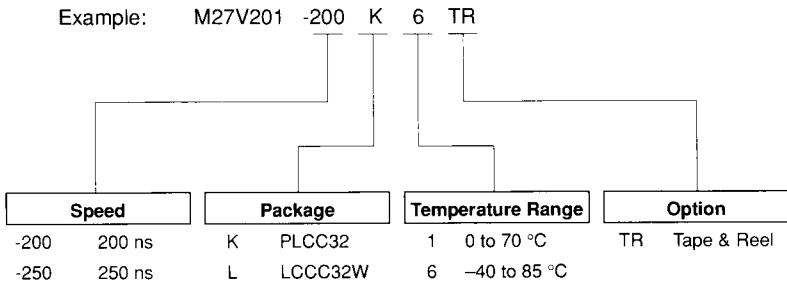 Example: M27V201 -200 K 6 TR
Speed Package Temperature Range Option
-200 200 ns K PLCC32 1 0 to 70 °C TR Tape & Reel
-250 250 ns L LCCC32W 6 –40 to 85 °C